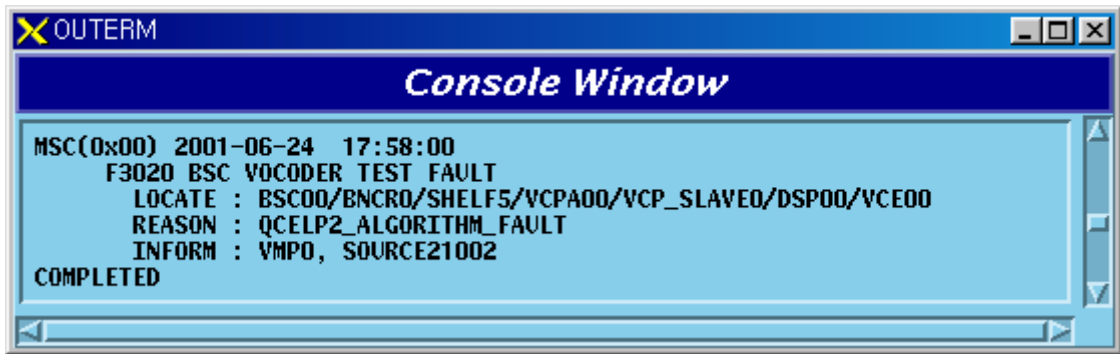 OUTERM
Console Window
MSC(0x00) 2001-06-24 17:58:00
F3020 BSC VOCODER TEST FAULT
LOCATE : BSC00/BNCR0/SHELF5/VCPA00/VCP_SLAVE0/DSP00/VCE00
REASON : QCELP2_ALGORITHM_FAULT
INFORM : VMP0, SOURCE21002
COMPLETED